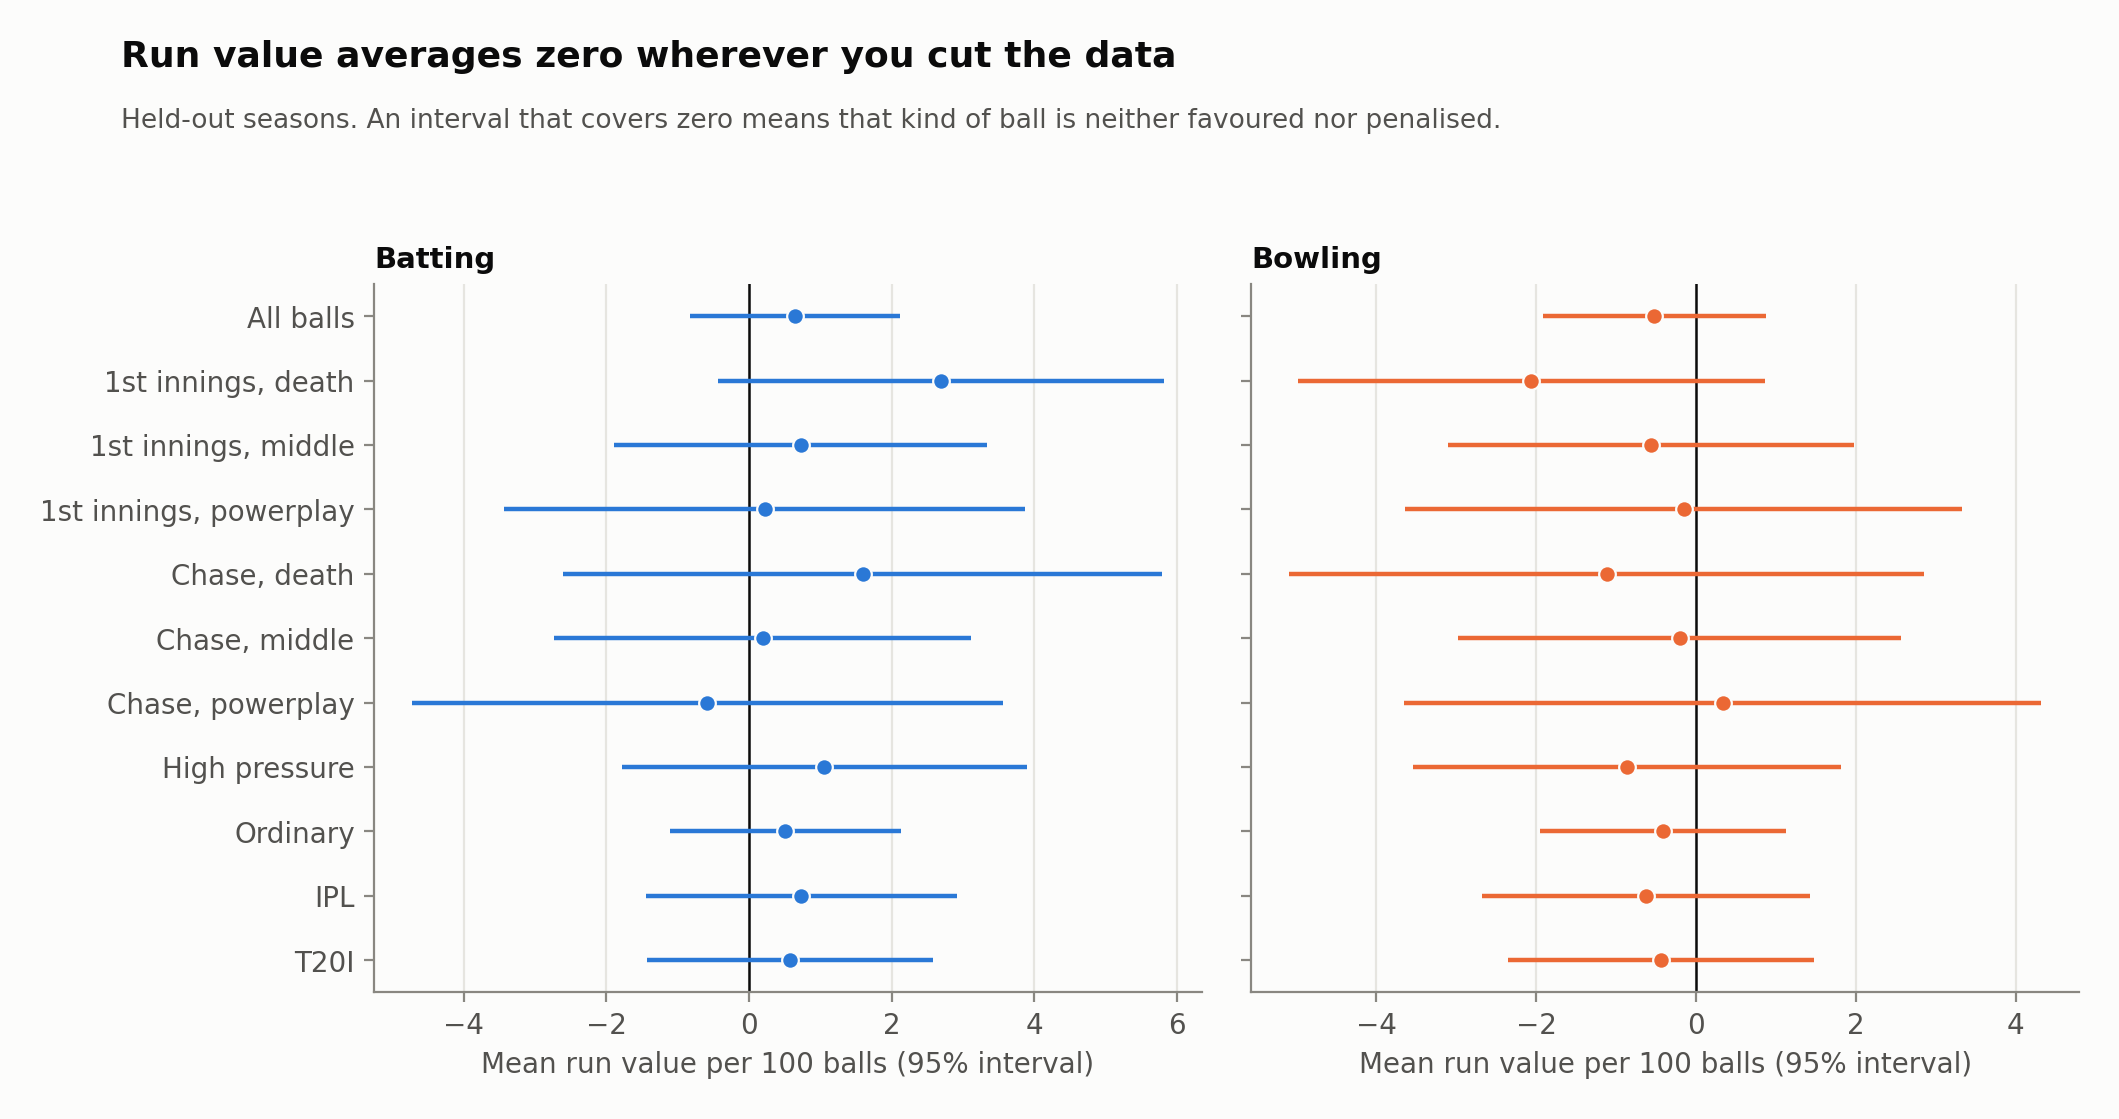 Run value averages zero wherever you cut the data
Held-out seasons. An interval that covers zero means that kind of ball is neither favoured nor penalised.
Batting
Bowling
All balls
1st innings, death
1st innings, middle
1st innings, powerplay
Chase, death
Chase, middle
Chase, powerplay
High pressure
Ordinary
IPL
T20I
−4 −2 0 2 4 6
−4 −2 0 2 4
Mean run value per 100 balls (95% interval)
Mean run value per 100 balls (95% interval)